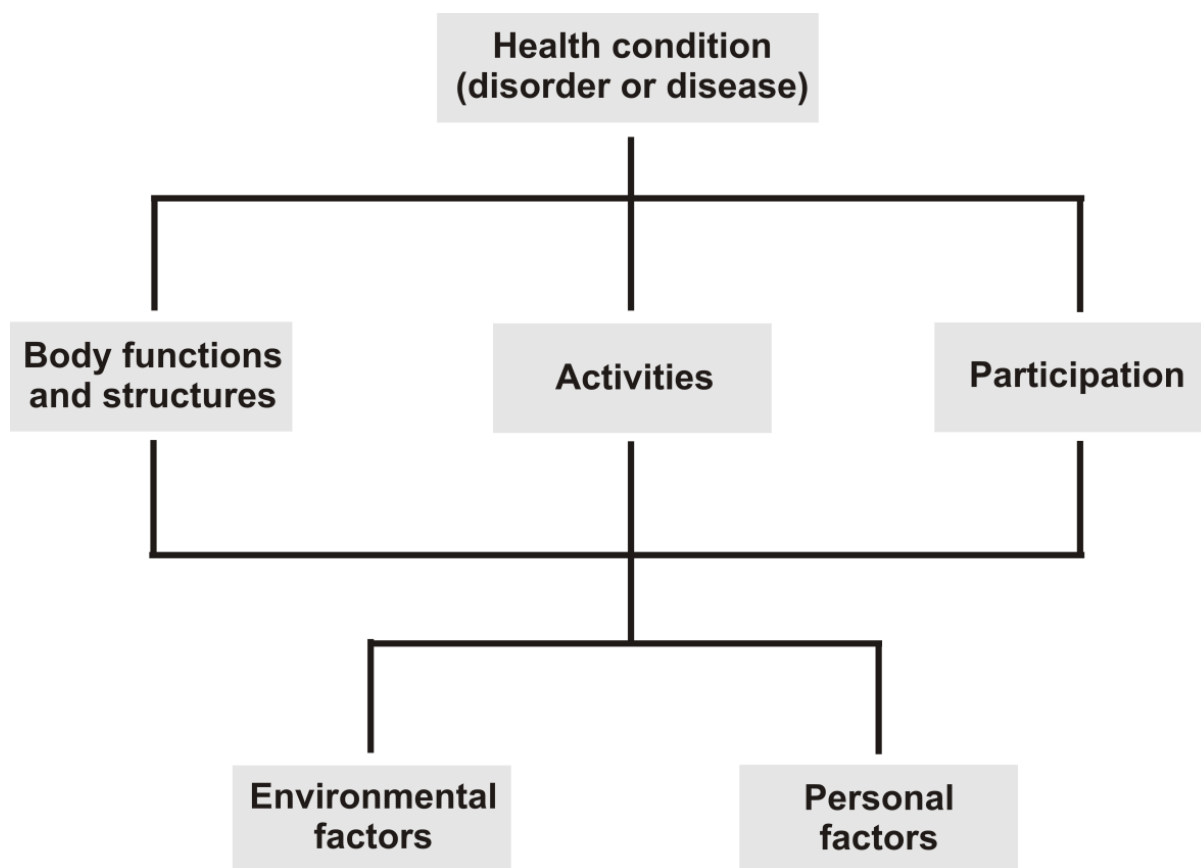 Health condition
(disorder or disease)
Body functions
and structures
Activities
Participation
Environmental
factors
Personal
factors